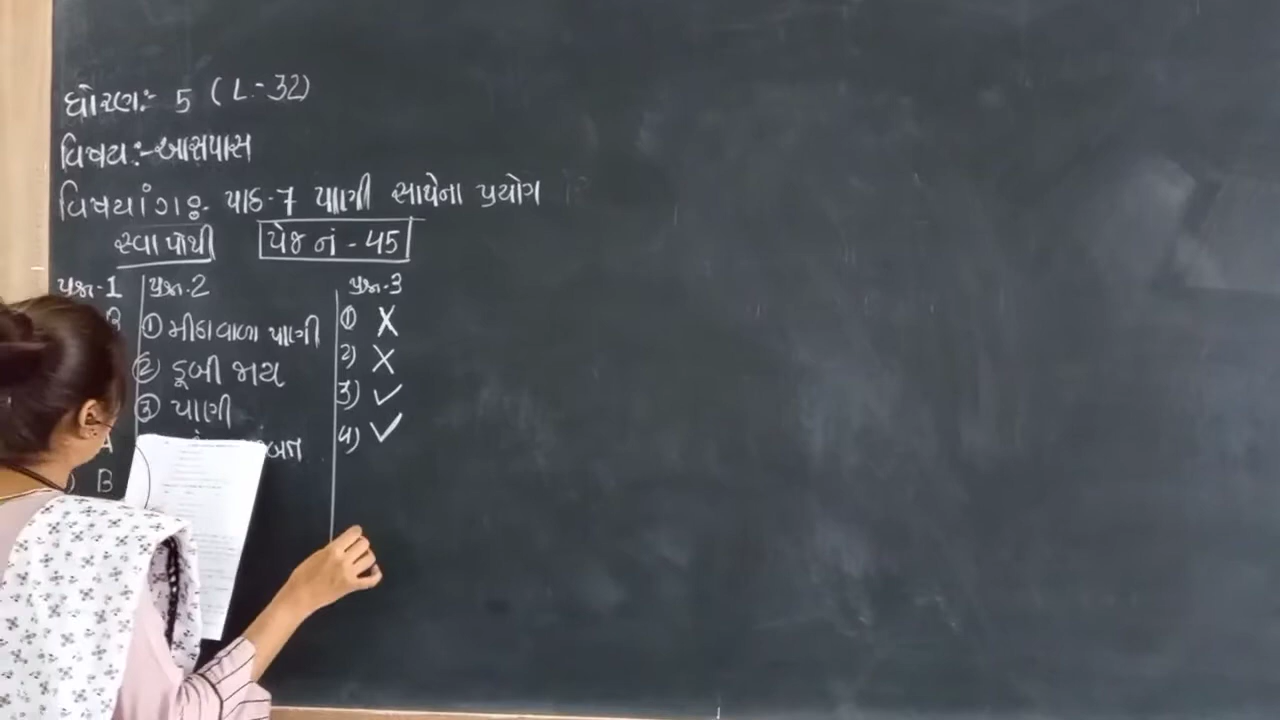 ધોરણ:- 5 (L-32)
વિષય:-આસપાસ
વિષયાંગઃ- પાઠ-7 પાણી સાથેના પ્રયોગ
સ્વાપોથી પેજ નં - 45
પ્રશ્ન-1
B
A
B
પ્રશ્ન-2
① મીઠાવાળા પાણી
② ડૂબી જાય
③ પાણી
પ્રશ્ન-3
① X
2) X
3) ✓
4) ✓